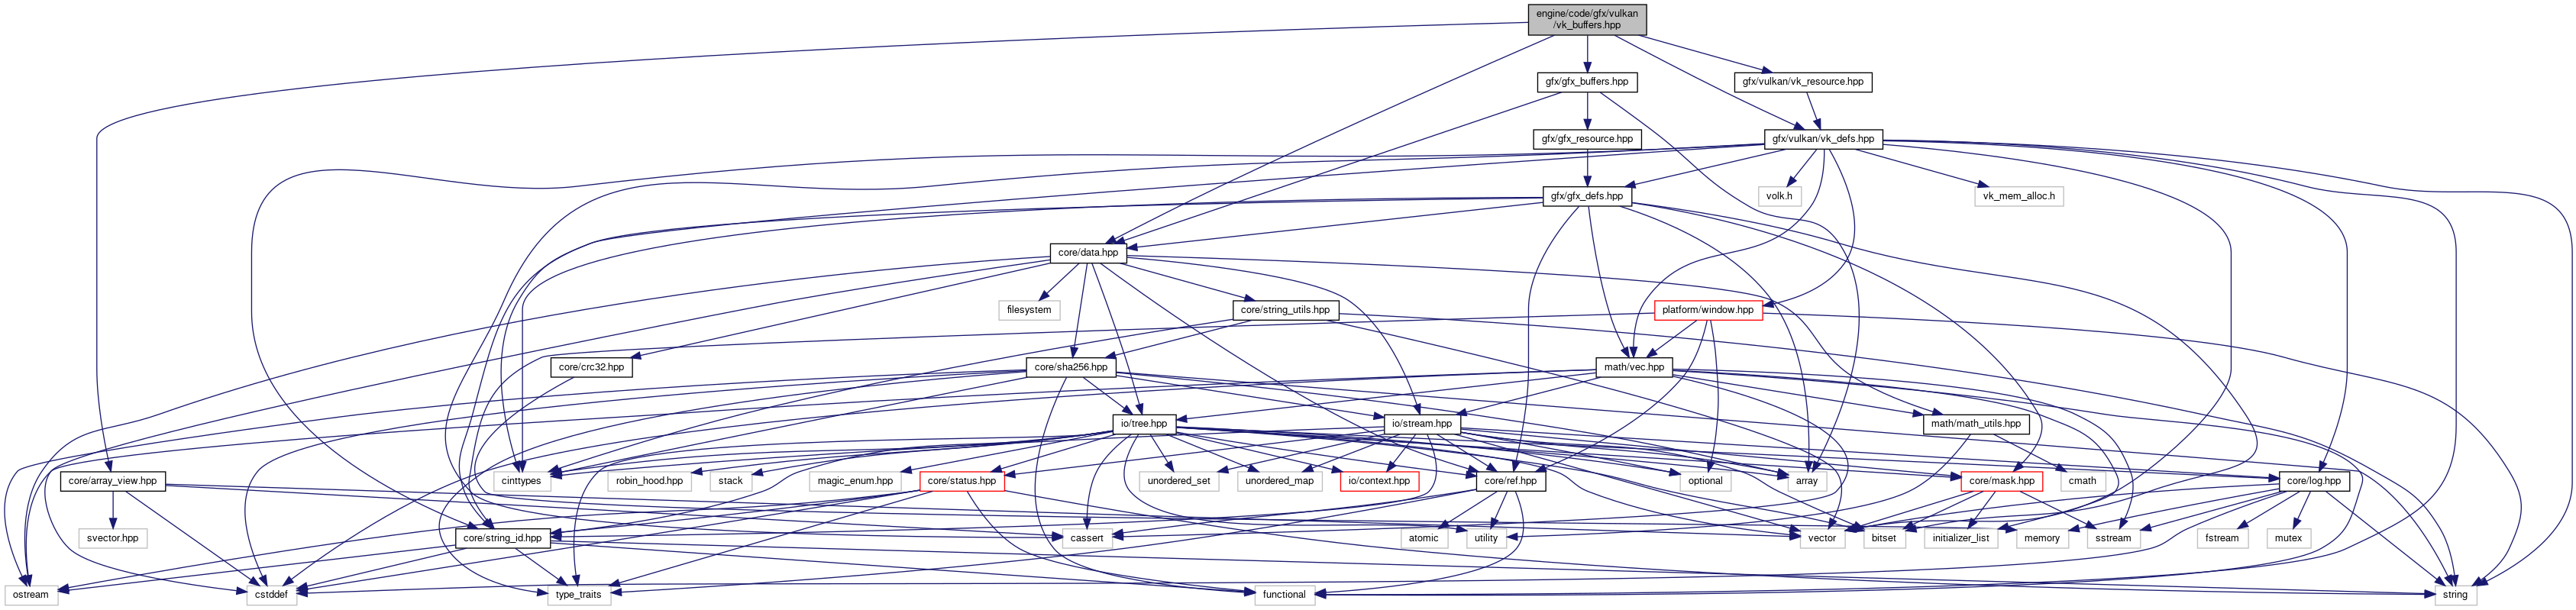 engine/code/gfx/vulkan
/vk_buffers.hpp
gfx/gfx_buffers.hpp
gfx/vulkan/vk_resource.hpp
gfx/gfx_resource.hpp
gfx/vulkan/vk_defs.hpp
gfx/gfx_defs.hpp
volk.h
vk_mem_alloc.h
core/data.hpp
filesystem
core/string_utils.hpp
platform/window.hpp
core/crc32.hpp
core/sha256.hpp
math/vec.hpp
io/tree.hpp
io/stream.hpp
math/math_utils.hpp
core/array_view.hpp
cinttypes
robin_hood.hpp
stack
magic_enum.hpp
core/status.hpp
unordered_set
unordered_map
io/context.hpp
core/ref.hpp
optional
array
core/mask.hpp
cmath
core/log.hpp
svector.hpp
core/string_id.hpp
cassert
atomic
utility
vector
bitset
initializer_list
memory
sstream
fstream
mutex
ostream
cstddef
type_traits
functional
string